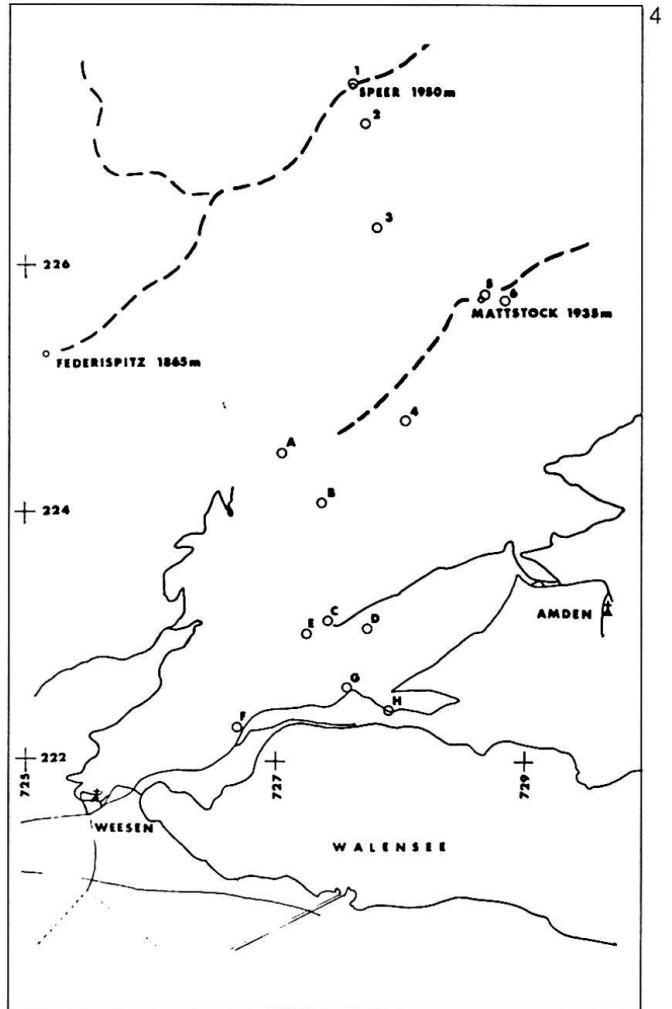 4
1
SPEER 1950m
2
3
226
5
6
MATTSTOCK 1935m
FEDERISPITZ 1865m
4
A
B
224
C
D
E
AMDEN
G
H
F
222
725
727
729
WEESEN
WALENSEE